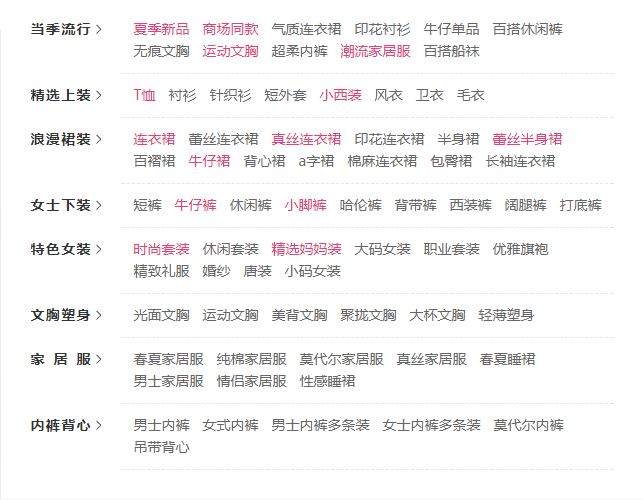 当季流行 > 夏季新品 商场同款 气质连衣裙 印花衬衫 牛仔单品 百搭休闲裤
无痕文胸 运动文胸 超柔内裤 潮流家居服 百搭船袜
精选上装 > T恤 衬衫 针织衫 短外套 小西装 风衣 卫衣 毛衣
浪漫裙装 > 连衣裙 蕾丝连衣裙 真丝连衣裙 印花连衣裙 半身裙 蕾丝半身裙
百褶裙 牛仔裙 背心裙 a字裙 棉麻连衣裙 包臀裙 长袖连衣裙
女士下装 > 短裤 牛仔裤 休闲裤 小脚裤 哈伦裤 背带裤 西装裤 阔腿裤 打底裤
特色女装 > 时尚套装 休闲套装 精选妈妈装 大码女装 职业套装 优雅旗袍
精致礼服 婚纱 唐装 小码女装
文胸塑身 > 光面文胸 运动文胸 美背文胸 聚拢文胸 大杯文胸 轻薄塑身
家居服 > 春夏家居服 纯棉家居服 莫代尔家居服 真丝家居服 春夏睡裙
男士家居服 情侣家居服 性感睡裙
内裤背心 > 男士内裤 女式内裤 男士内裤多条装 女士内裤多条装 莫代尔内裤
吊带背心